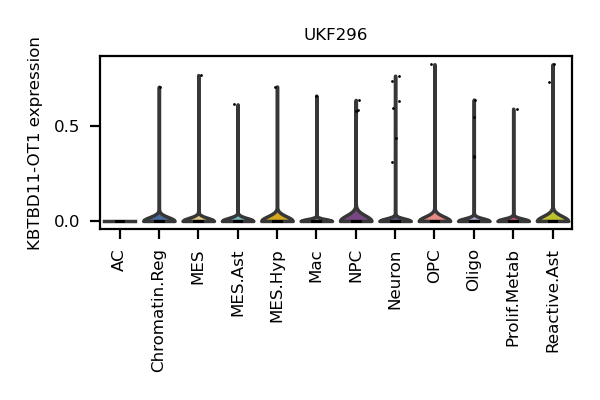 UKF296
KBTBD11-OT1 expression
0.5
0.0
AC
Chromatin.Reg
MES
MES.Ast
MES.Hyp
Mac
NPC
Neuron
OPC
Oligo
Prolif.Metab
Reactive.Ast